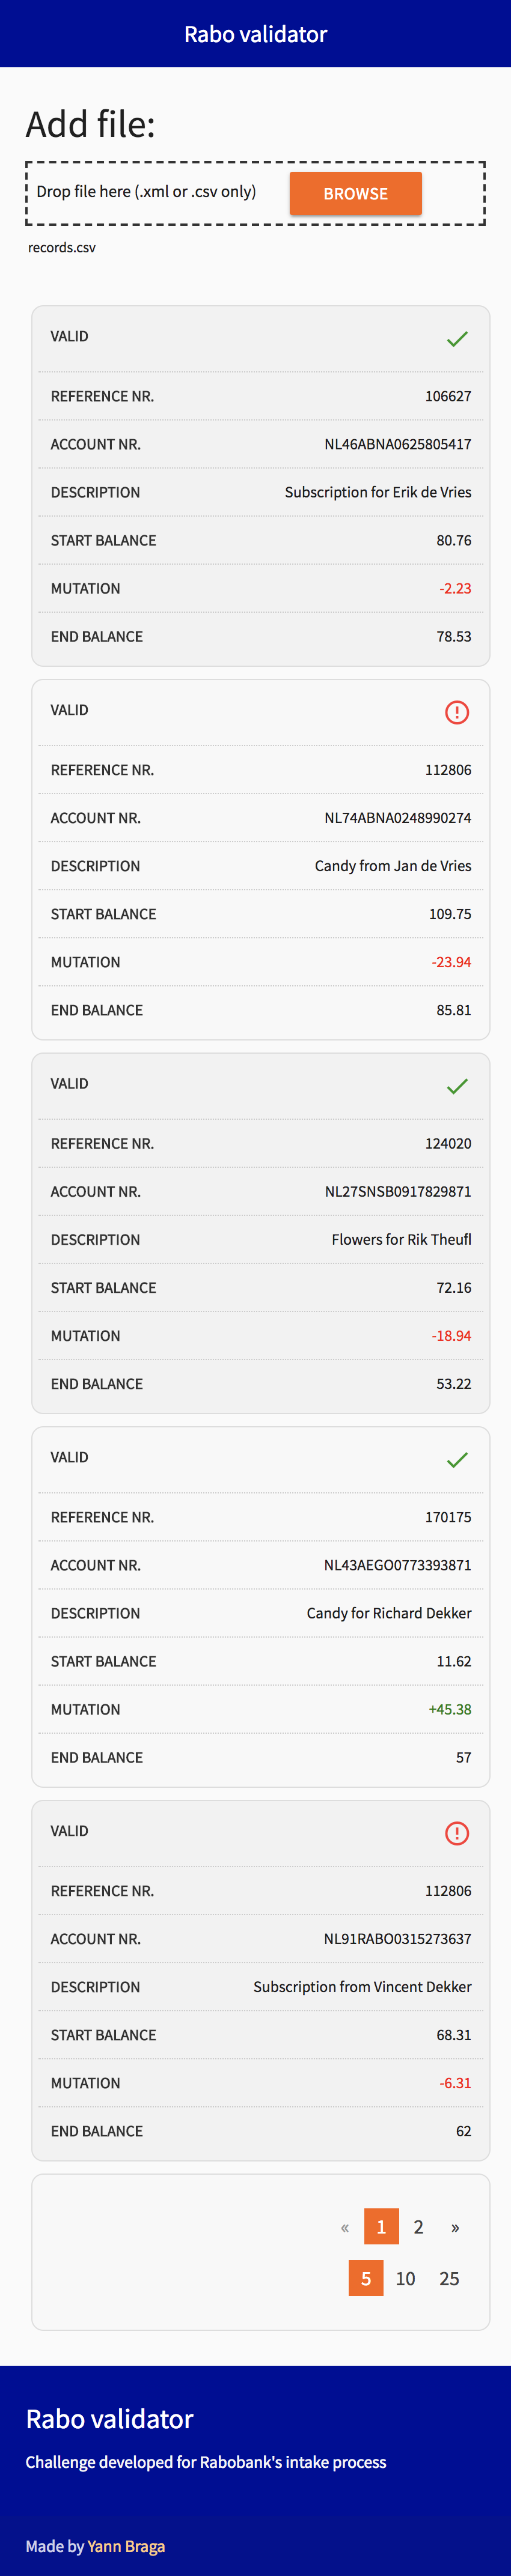 Rabo validator
Add file:
Drop file here (.xml or .csv only) BROWSE
records.csv
VALID
REFERENCE NR. 106627
ACCOUNT NR. NL46ABNA0625805417
DESCRIPTION Subscription for Erik de Vries
START BALANCE 80.76
MUTATION -2.23
END BALANCE 78.53
VALID
REFERENCE NR. 112806
ACCOUNT NR. NL74ABNA0248990274
DESCRIPTION Candy from Jan de Vries
START BALANCE 109.75
MUTATION -23.94
END BALANCE 85.81
VALID
REFERENCE NR. 124020
ACCOUNT NR. NL27SNSB0917829871
DESCRIPTION Flowers for Rik Theuß
START BALANCE 72.16
MUTATION -18.94
END BALANCE 53.22
VALID
REFERENCE NR. 170175
ACCOUNT NR. NL43AEGO0773393871
DESCRIPTION Candy for Richard Dekker
START BALANCE 11.62
MUTATION +45.38
END BALANCE 57
VALID
REFERENCE NR. 112806
ACCOUNT NR. NL91RABO0315273637
DESCRIPTION Subscription from Vincent Dekker
START BALANCE 68.31
MUTATION -6.31
END BALANCE 62
« 1 2 »
5 10 25
Rabo validator
Challenge developed for Rabobank's intake process
Made by Yann Braga